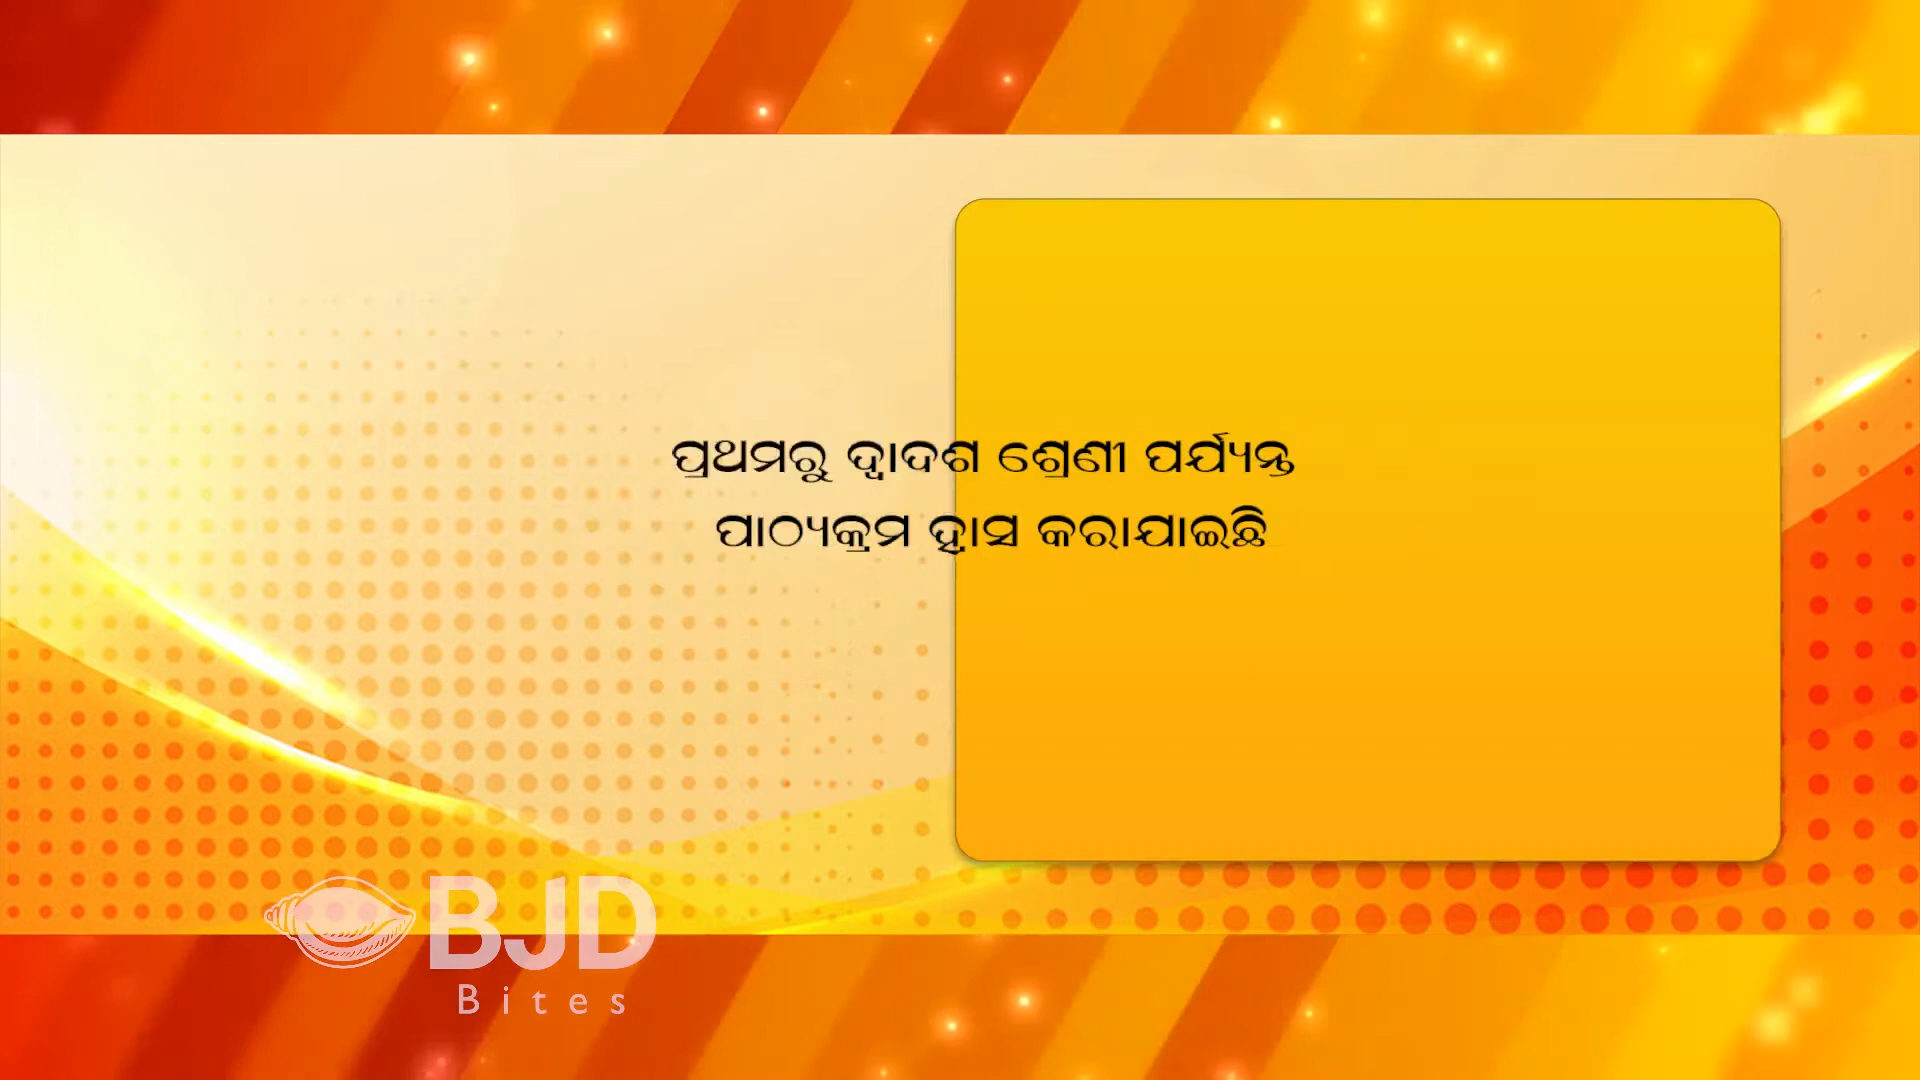 ପ୍ରଥମରୁ ଦ୍ୱାଦଶ ଶ୍ରେଣୀ ପର୍ଯ୍ୟନ୍ତ
ପାଠ୍ୟକ୍ରମ ହ୍ରାସ କରାଯାଇଛି
BJD
Bites